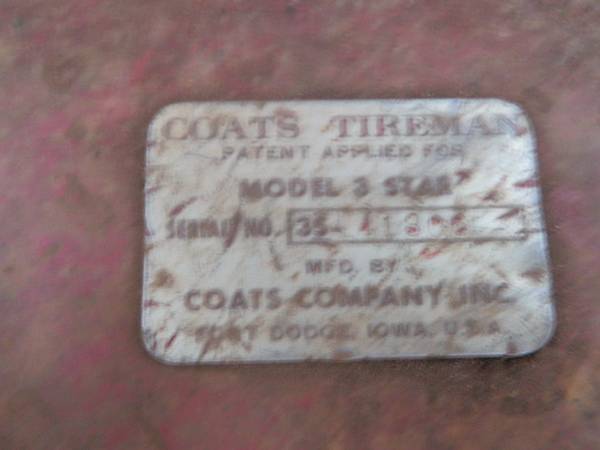 COATS TIREMAN
PATENT APPLIED FOR
MODEL 3 STAR
SERIAL NO.
MFD. BY
COATS COMPANY INC.
FORT DODGE, IOWA, U.S.A.